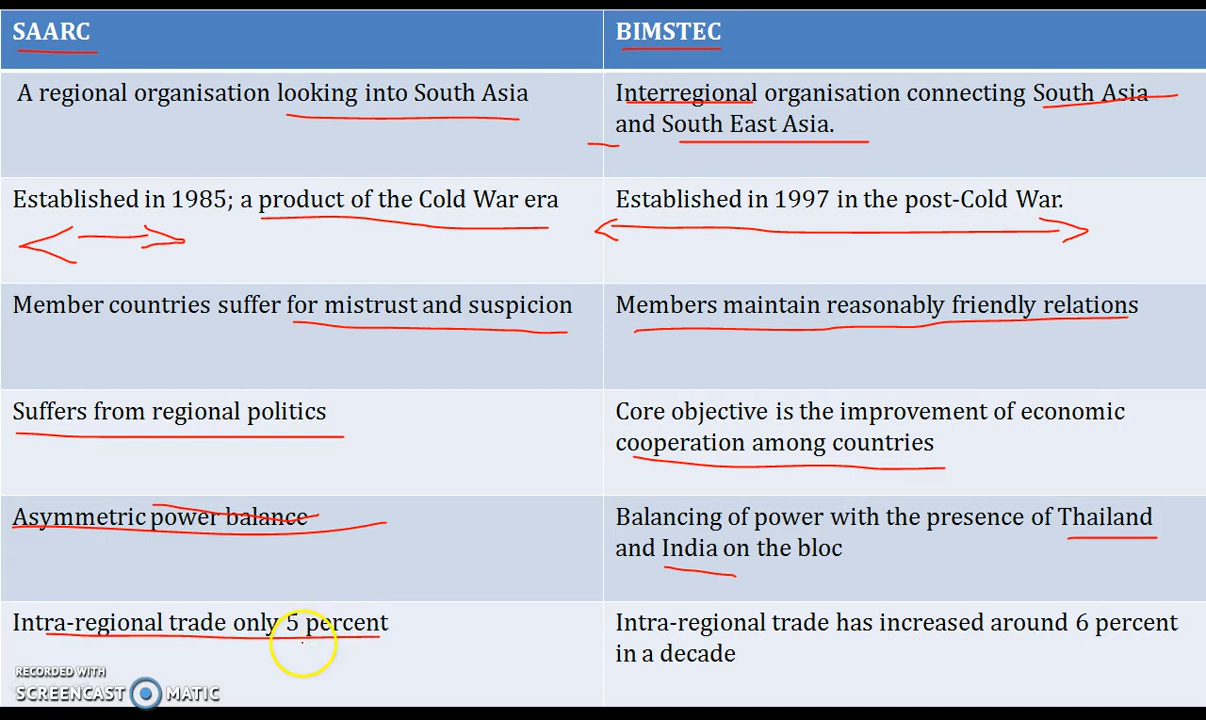 SAARC
BIMSTEC
A regional organisation looking into South Asia
Interregional organisation connecting South Asia
and South East Asia.
Established in 1985; a product of the Cold War era
Established in 1997 in the post-Cold War.
Member countries suffer for mistrust and suspicion
Members maintain reasonably friendly relations
Suffers from regional politics
Core objective is the improvement of economic
cooperation among countries
Asymmetric power balance
Balancing of power with the presence of Thailand
and India on the bloc
Intra-regional trade only 5 percent
Intra-regional trade has increased around 6 percent
in a decade
RECORDED WITH
SCREENCAST MATIC